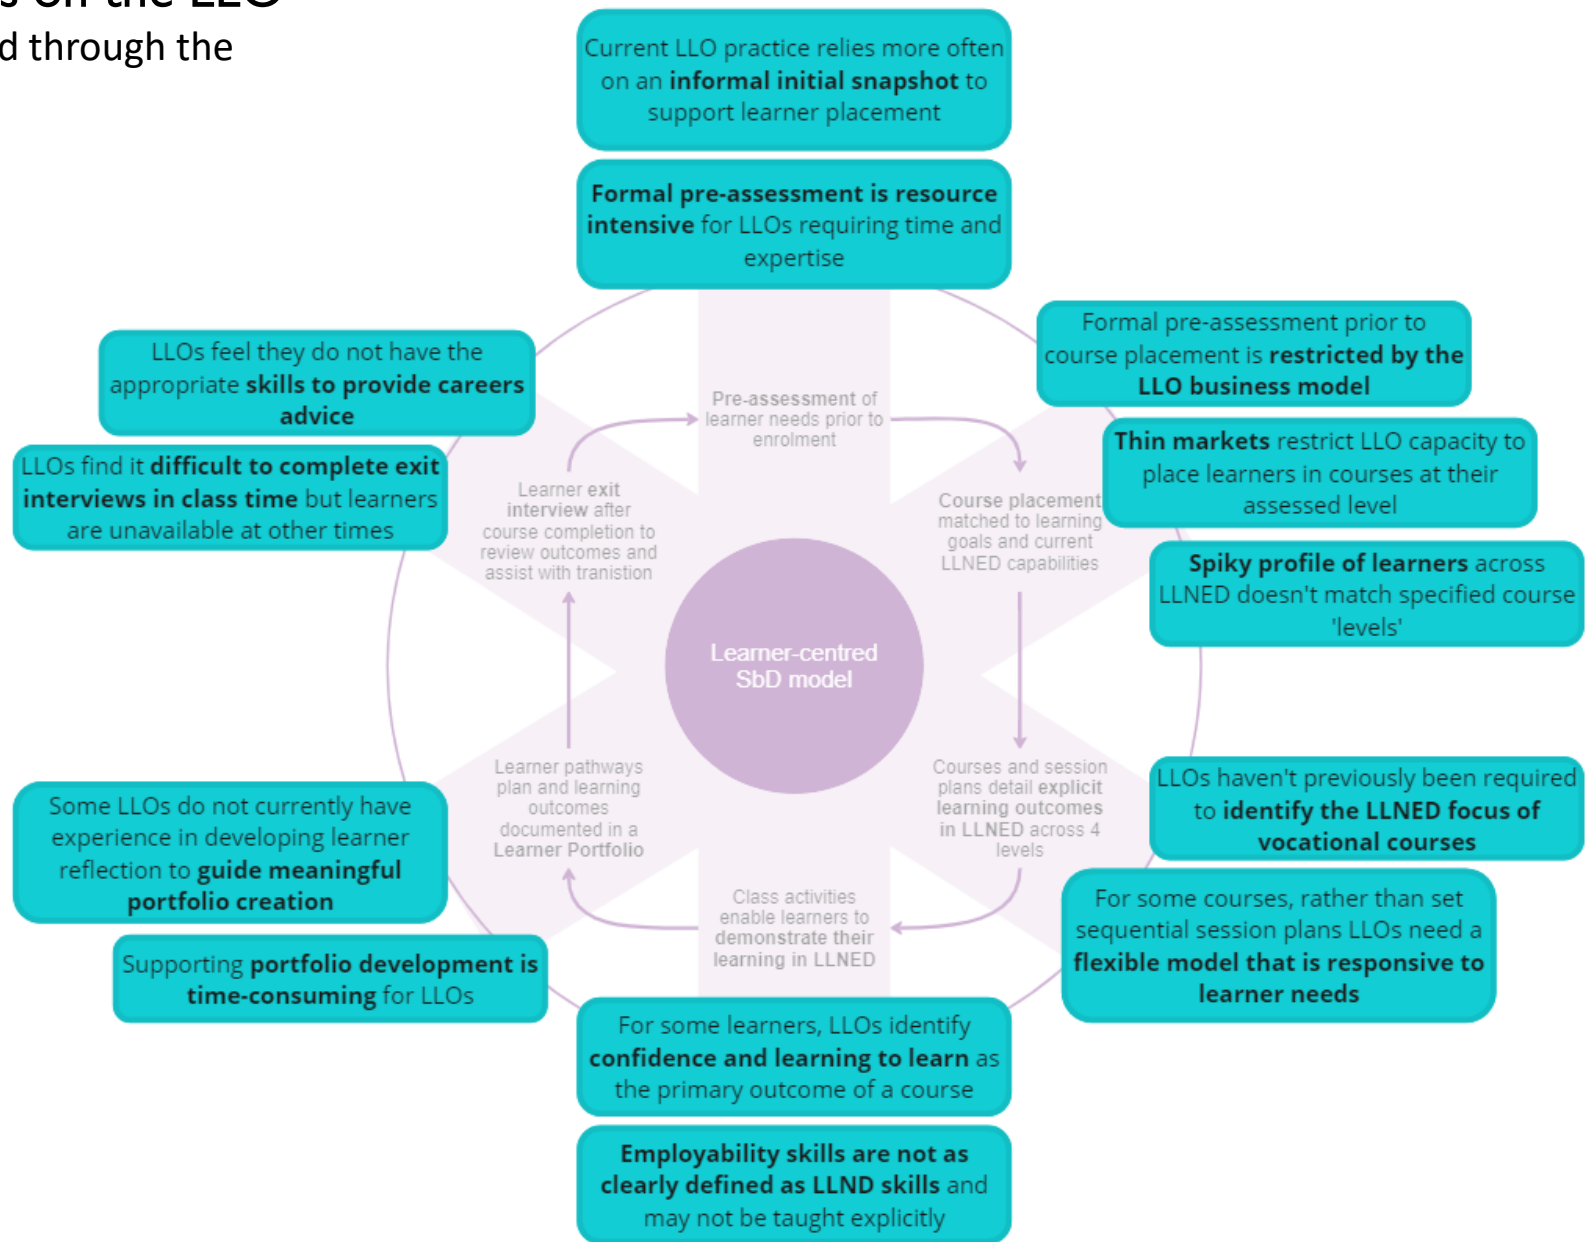 s on the LLO
d through the
Current LLO practice relies more often
on an informal initial snapshot to
support learner placement
Formal pre-assessment is resource
intensive for LLOs requiring time and
expertise
Formal pre-assessment prior to
course placement is restricted by the
LLO business model
Thin markets restrict LLO capacity to
place learners in courses at their
assessed level
Spiky profile of learners across
LLNED doesn't match specified course
'levels'
LLOs haven't previously been required
to identify the LLNED focus of
vocational courses
For some courses, rather than set
sequential session plans LLOs need a
flexible model that is responsive to
learner needs
For some learners, LLOs identify
confidence and learning to learn as
the primary outcome of a course
Employability skills are not as
clearly defined as LLND skills and
may not be taught explicitly
Supporting portfolio development is
time-consuming for LLOs
Some LLOs do not currently have
experience in developing learner
reflection to guide meaningful
portfolio creation
LLOs find it difficult to complete exit
interviews in class time but learners
are unavailable at other times
LLOs feel they do not have the
appropriate skills to provide careers
advice
Pre-assessment of
learner needs prior to
enrolment
Course placement
matched to learning
goals and current
LLNED capabilities
Courses and session
plans detail explicit
learning outcomes
in LLNED across 4
levels
Class activities
enable learners to
demonstrate their
learning in LLNED
Learner pathways
plan and learning
outcomes
documented in a
Learner Portfolio
Learner exit
interview after
course completion to
review outcomes and
assist with tranistion
Learner-centred
SbD model